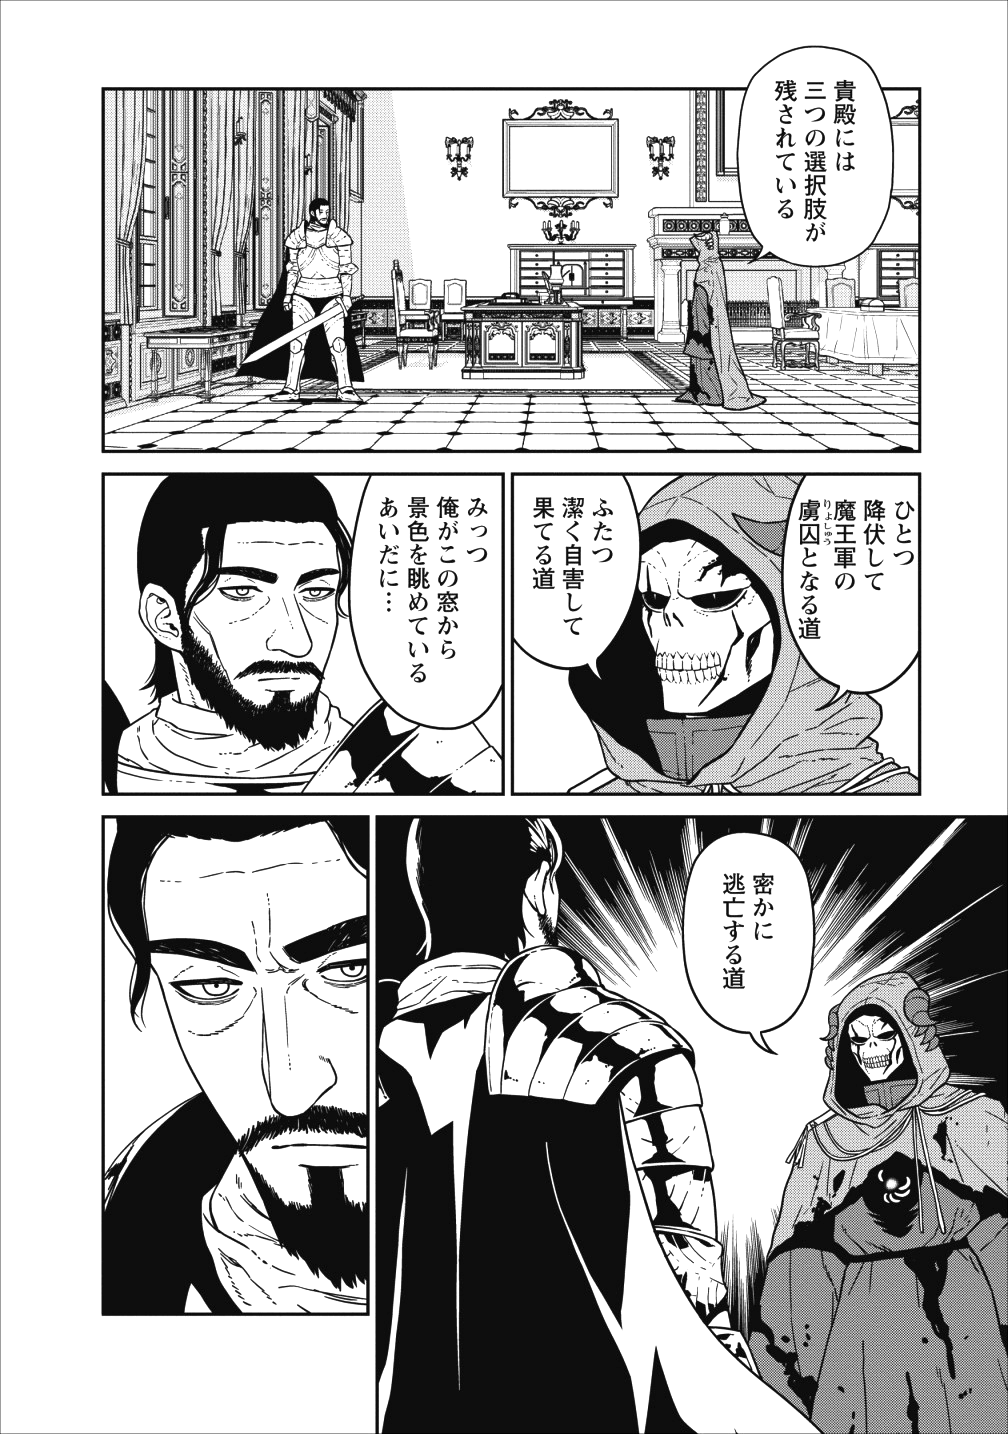 貴殿には
三つの選択肢が
残されている
ひとつ
降伏して
魔王軍の
虜囚となる道
りょしゅう
ふたつ
潔く自害して
果てる道
みっつ
俺がこの窓から
景色を眺めている
あいだに…
密かに
逃亡する道